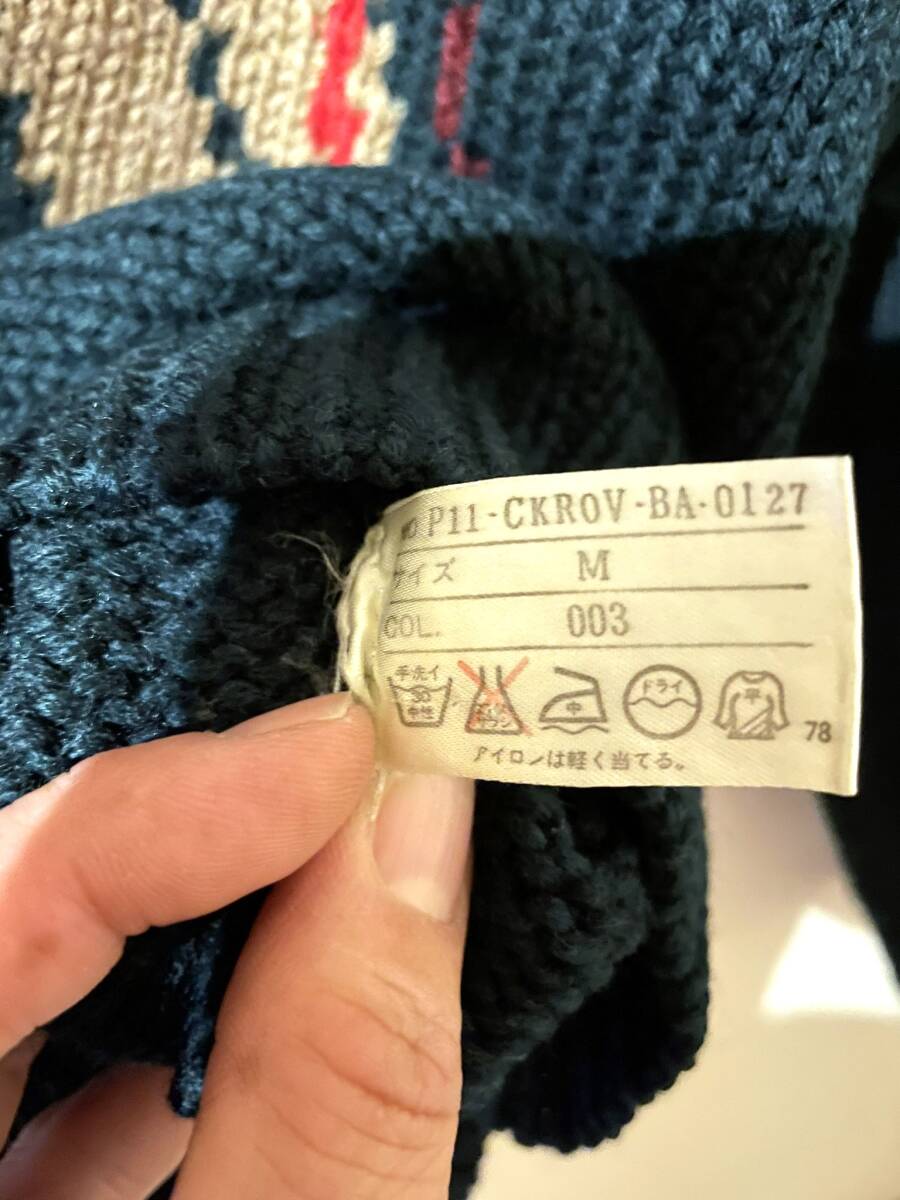 P11-CKROV-BA-0127
サイズ M
COL. 003
手洗イ
30
中性
中
ドライ
平
78
アイロンは軽く当てる。